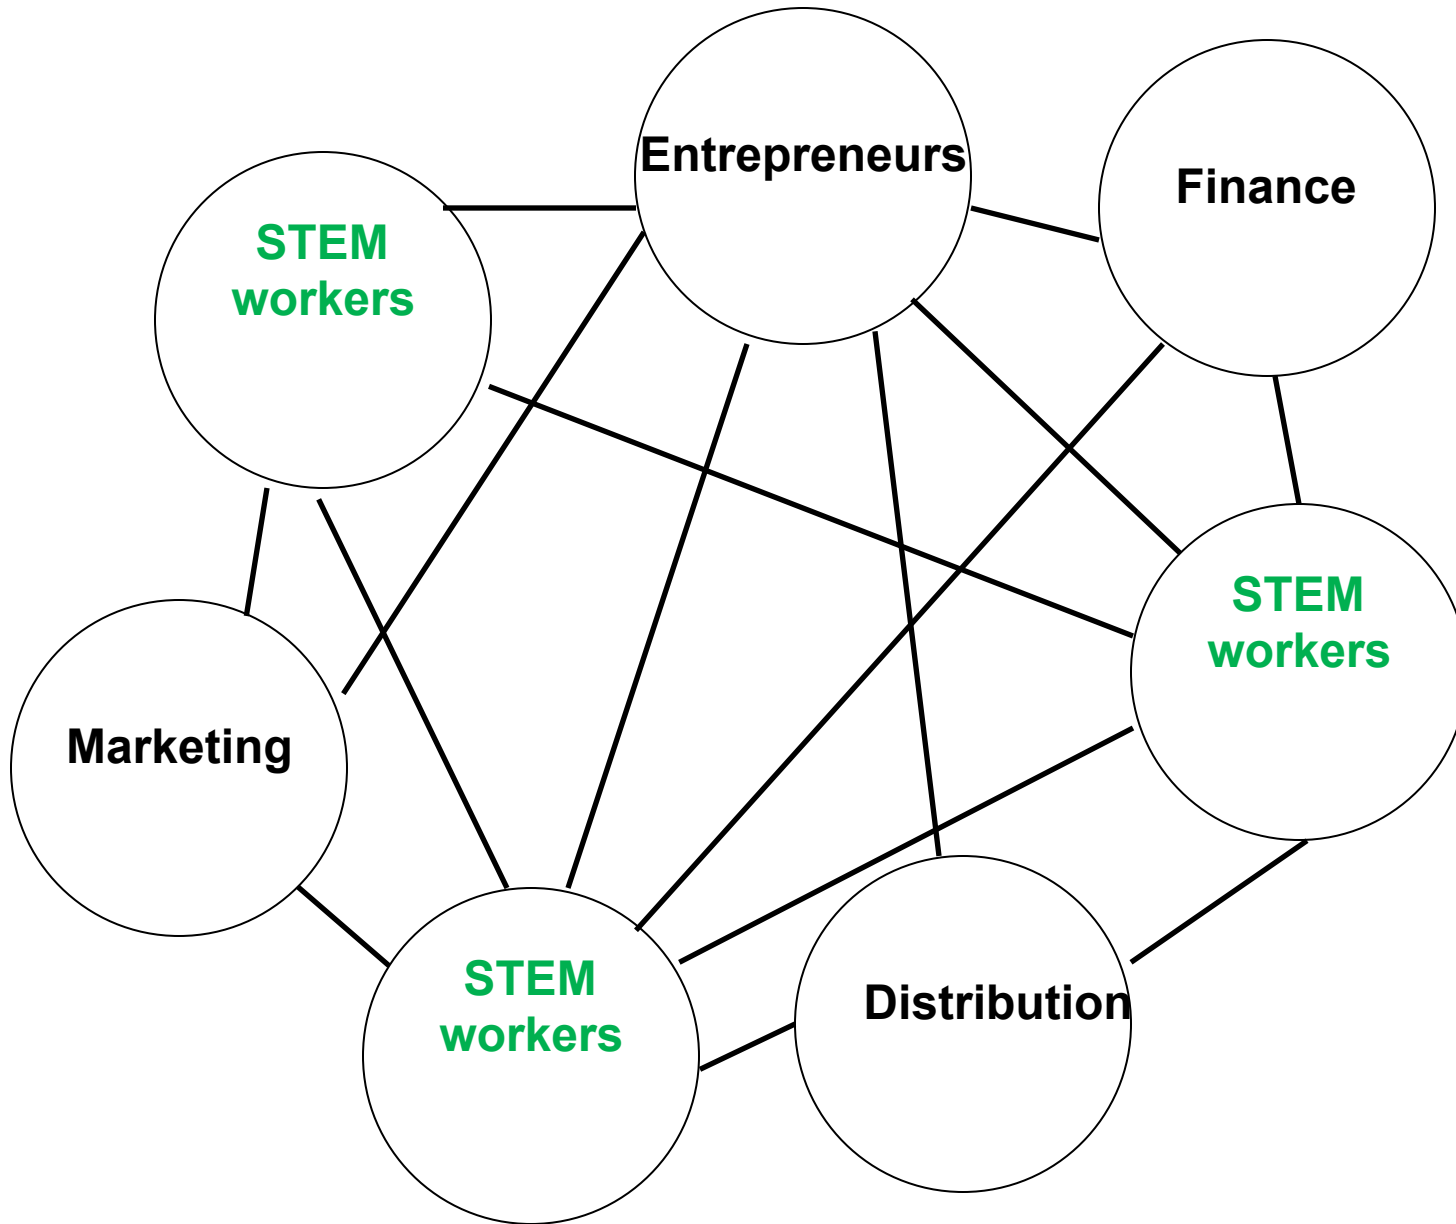 Entrepreneurs
Finance
STEM
workers
STEM
workers
Marketing
STEM
workers
Distribution